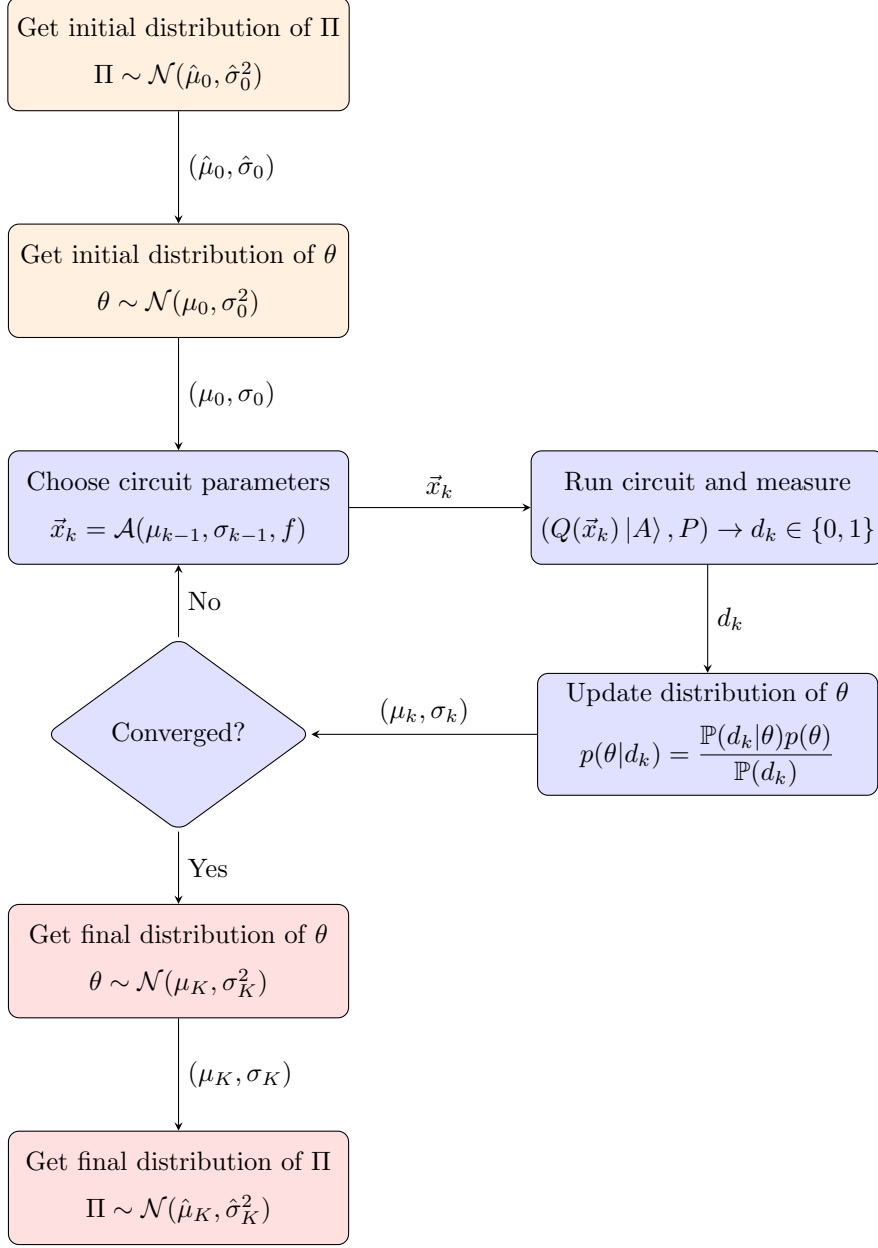 Get initial distribution of Π
Π ∼ 𝒩(μ̂₀, σ̂₀²)
(μ̂₀, σ̂₀)
Get initial distribution of θ
θ ∼ 𝒩(μ₀, σ₀²)
(μ₀, σ₀)
Choose circuit parameters
x⃗ₖ = 𝒜(μₖ₋₁, σₖ₋₁, f)
x⃗ₖ
Run circuit and measure
(Q(x⃗ₖ) |A⟩ , P) → dₖ ∈ {0, 1}
dₖ
Update distribution of θ
p(θ|dₖ) = ℙ(dₖ|θ)p(θ) / ℙ(dₖ)
(μₖ, σₖ)
Converged?
No
Yes
Get final distribution of θ
θ ∼ 𝒩(μ_K, σ_K²)
(μ_K, σ_K)
Get final distribution of Π
Π ∼ 𝒩(μ̂_K, σ̂_K²)